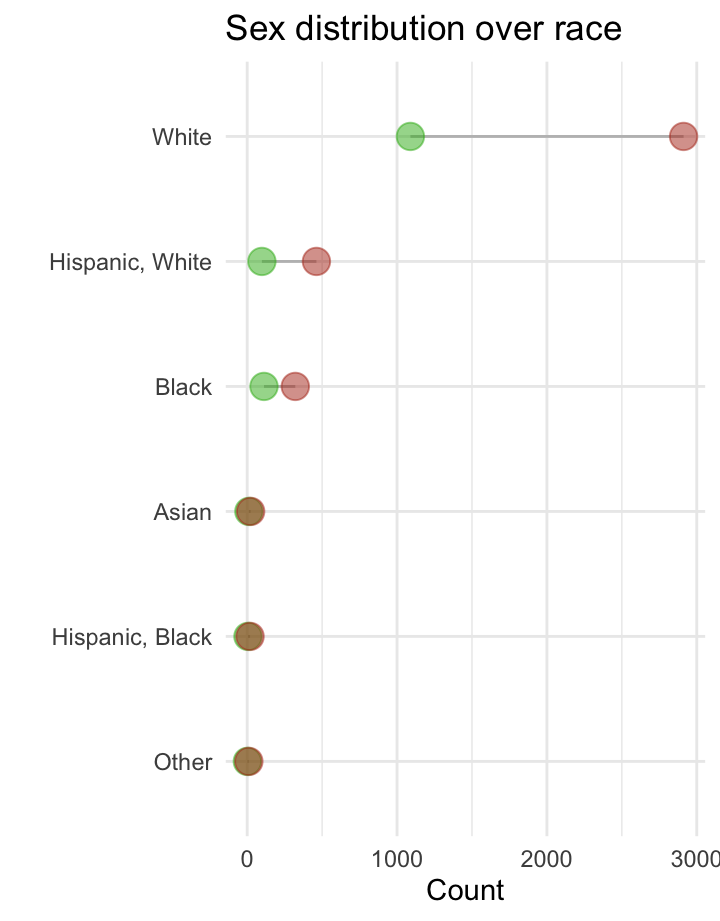 Sex distribution over race
White
Hispanic, White
Black
Asian
Hispanic, Black
Other
0 1000 2000 3000
Count